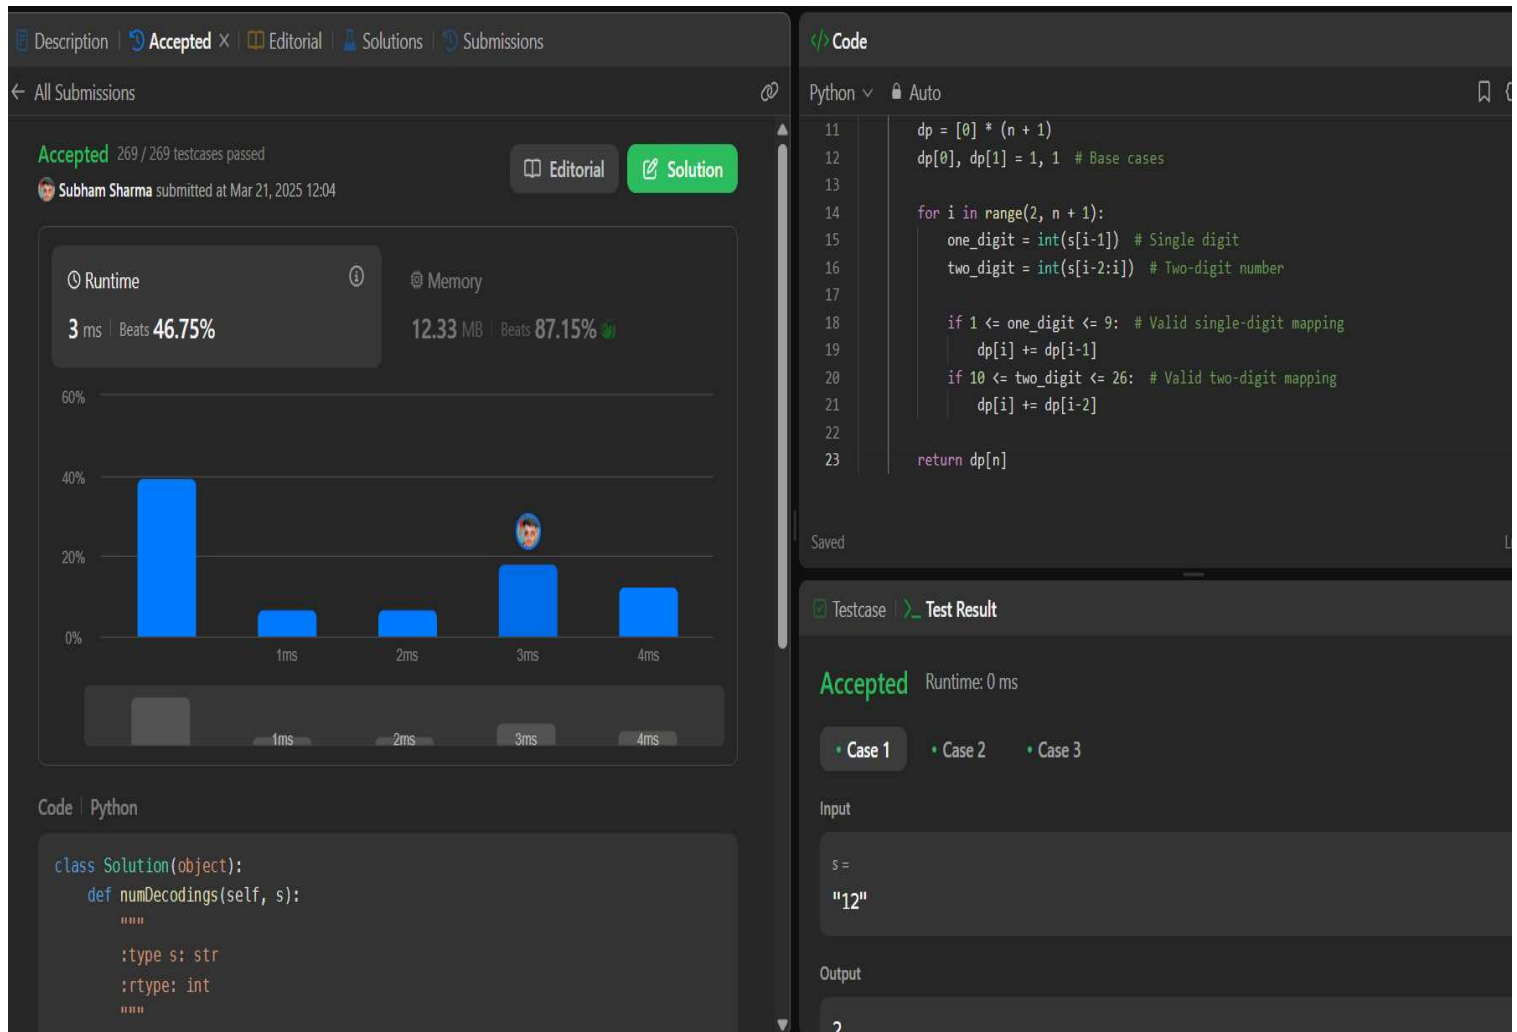 Description | Accepted × | Editorial | Solutions | Submissions
← All Submissions
Accepted 269 / 269 testcases passed
Subham Sharma submitted at Mar 21, 2025 12:04
Editorial
Solution
Runtime
3 ms | Beats 46.75%
Memory
12.33 MB | Beats 87.15%
60%
40%
20%
0%
1ms 2ms 3ms 4ms
1ms 2ms 3ms 4ms
Code | Python
class Solution(object):
    def numDecodings(self, s):
        """
        :type s: str
        :rtype: int
        """
</> Code
Python Auto
11 dp = [0] * (n + 1)
12 dp[0], dp[1] = 1, 1  # Base cases
13
14 for i in range(2, n + 1):
15     one_digit = int(s[i-1])  # Single digit
16     two_digit = int(s[i-2:i])  # Two-digit number
17
18     if 1 <= one_digit <= 9:  # Valid single-digit mapping
19         dp[i] += dp[i-1]
20     if 10 <= two_digit <= 26:  # Valid two-digit mapping
21         dp[i] += dp[i-2]
22
23 return dp[n]
Saved
Testcase | >_ Test Result
Accepted Runtime: 0 ms
• Case 1 • Case 2 • Case 3
Input
s =
"12"
Output
2